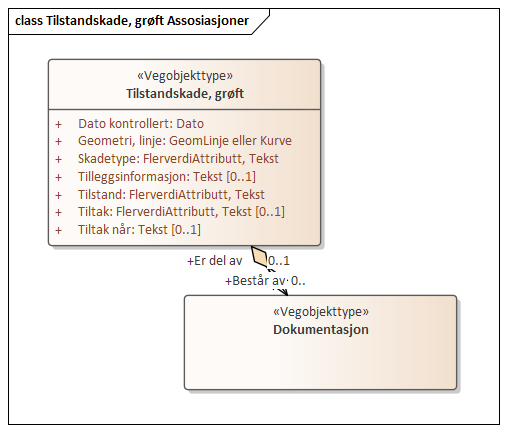 class Tilstandskade, grøft Assosiasjoner
«Vegobjekttype»
Tilstandskade, grøft
+ Dato kontrollert: Dato
+ Geometri, linje: GeomLinje eller Kurve
+ Skadetype: FlerverdiAttributt, Tekst
+ Tilleggsinformasjon: Tekst [0..1]
+ Tilstand: FlerverdiAttributt, Tekst
+ Tiltak: FlerverdiAttributt, Tekst [0..1]
+ Tiltak når: Tekst [0..1]
+Er del av 0..1
+Består av 0..
«Vegobjekttype»
Dokumentasjon